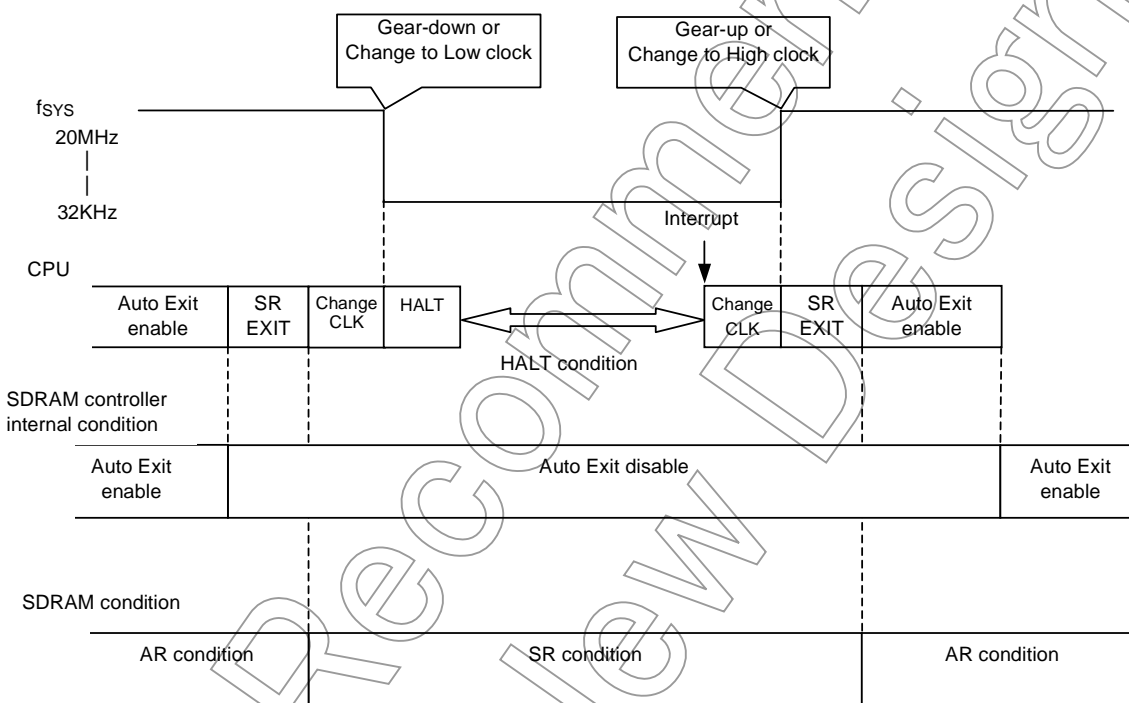 Gear-down or
Change to Low clock
Gear-up or
Change to High clock
fSYS
20MHz
32KHz
Interrupt
CPU
Auto Exit
enable
SR
EXIT
Change
CLK
HALT
Change
CLK
SR
EXIT
Auto Exit
enable
HALT condition
SDRAM controller
internal condition
Auto Exit
enable
Auto Exit disable
Auto Exit
enable
SDRAM condition
AR condition
SR condition
AR condition